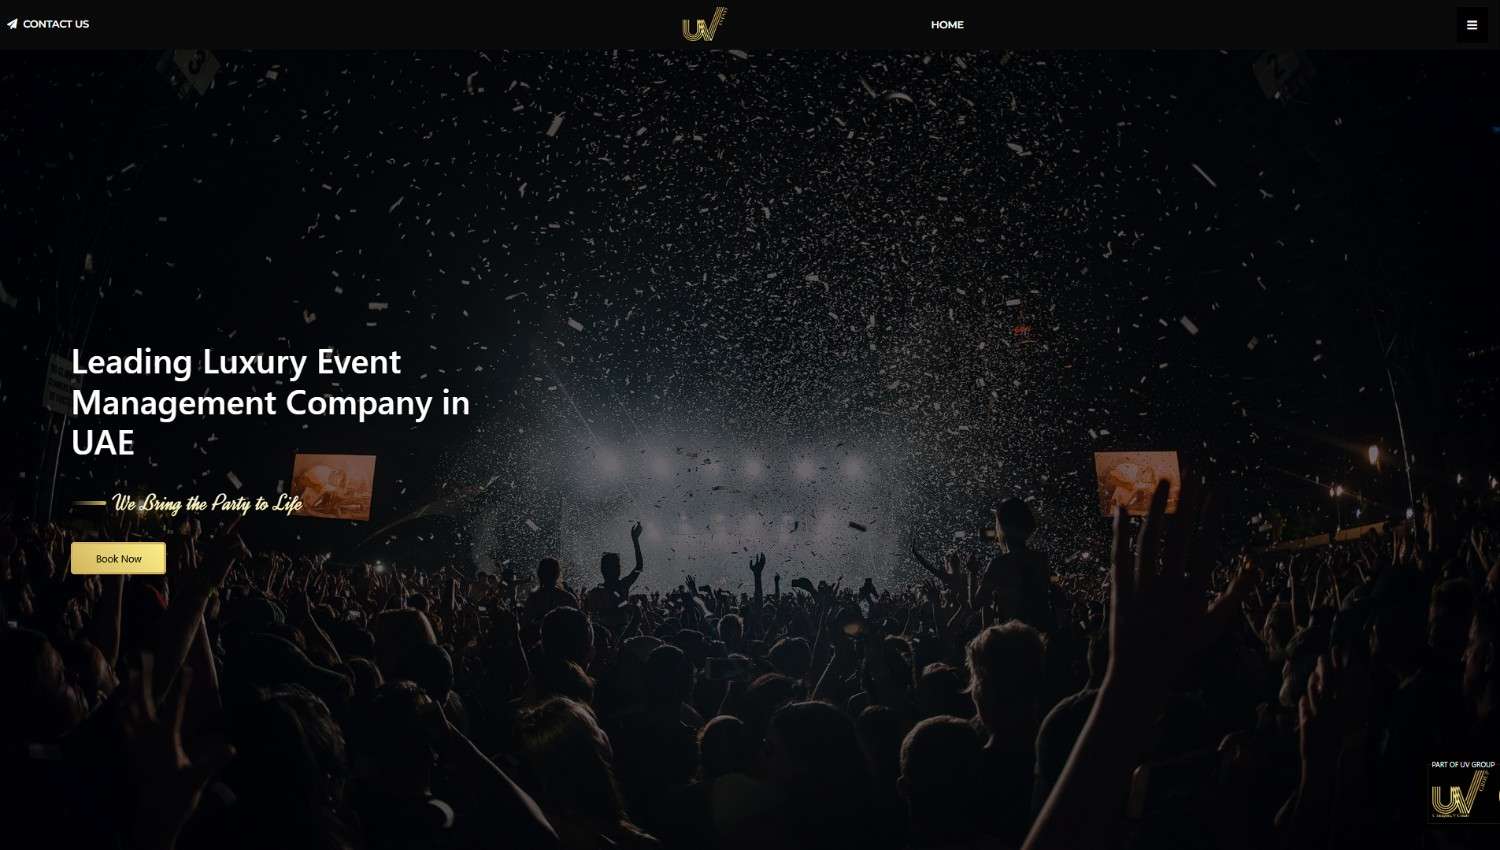 CONTACT US
UV
HOME
Leading Luxury Event
Management Company in
UAE
We Bring the Party to Life
Book Now
PART OF UV GROUP
UV